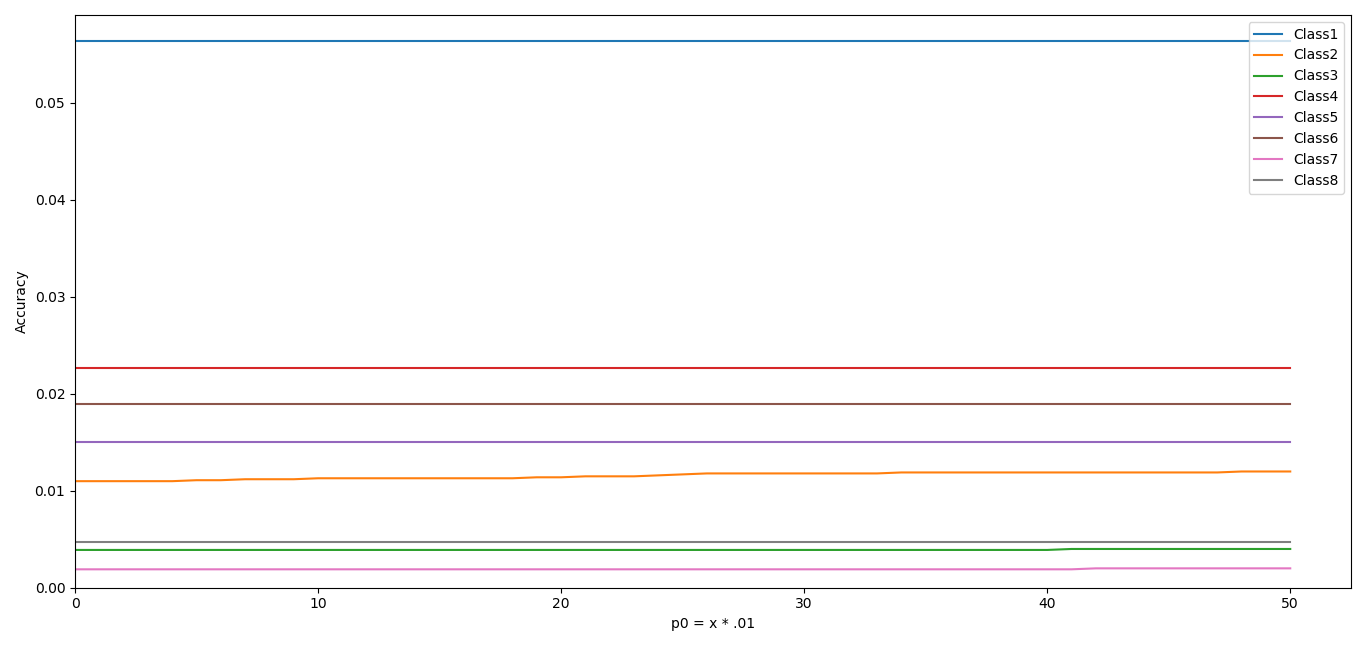 Class1
Class2
Class3
Class4
Class5
Class6
Class7
Class8
Accuracy
0.05
0.04
0.03
0.02
0.01
0.00
0 10 20 30 40 50
p0 = x * .01